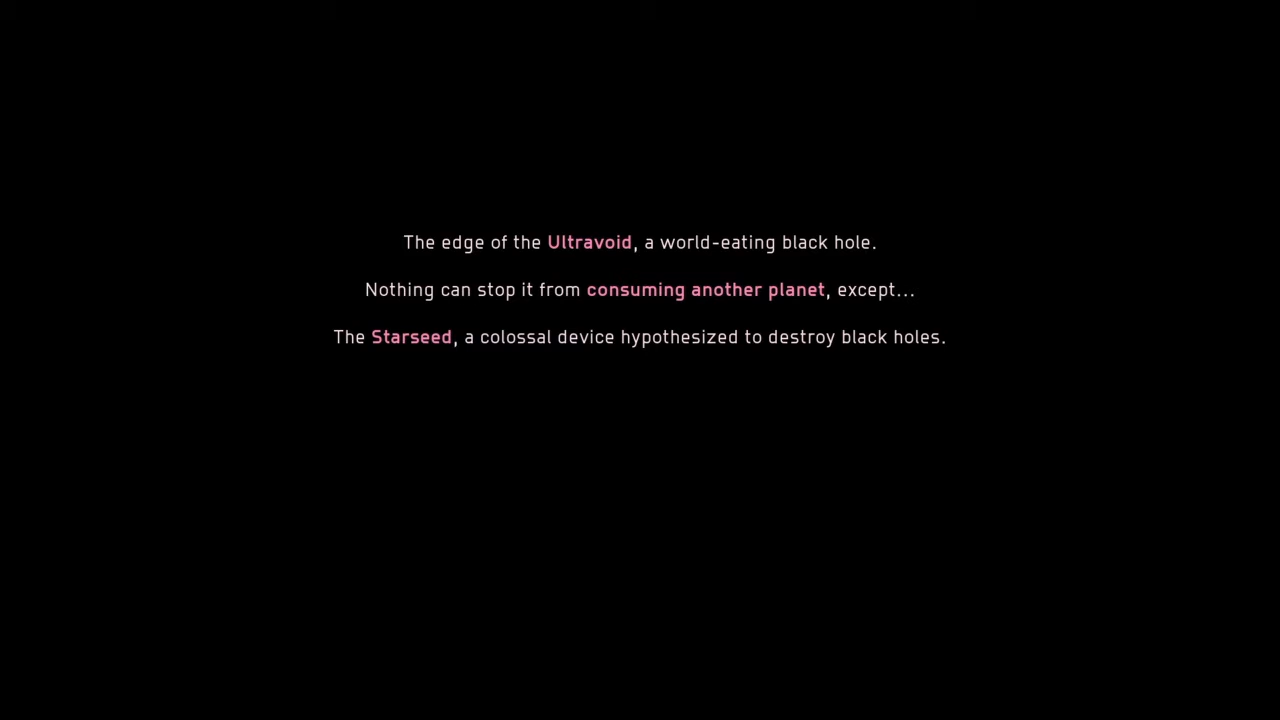 The edge of the Ultravoid, a world-eating black hole.
Nothing can stop it from consuming another planet, except...
The Starseed, a colossal device hypothesized to destroy black holes.